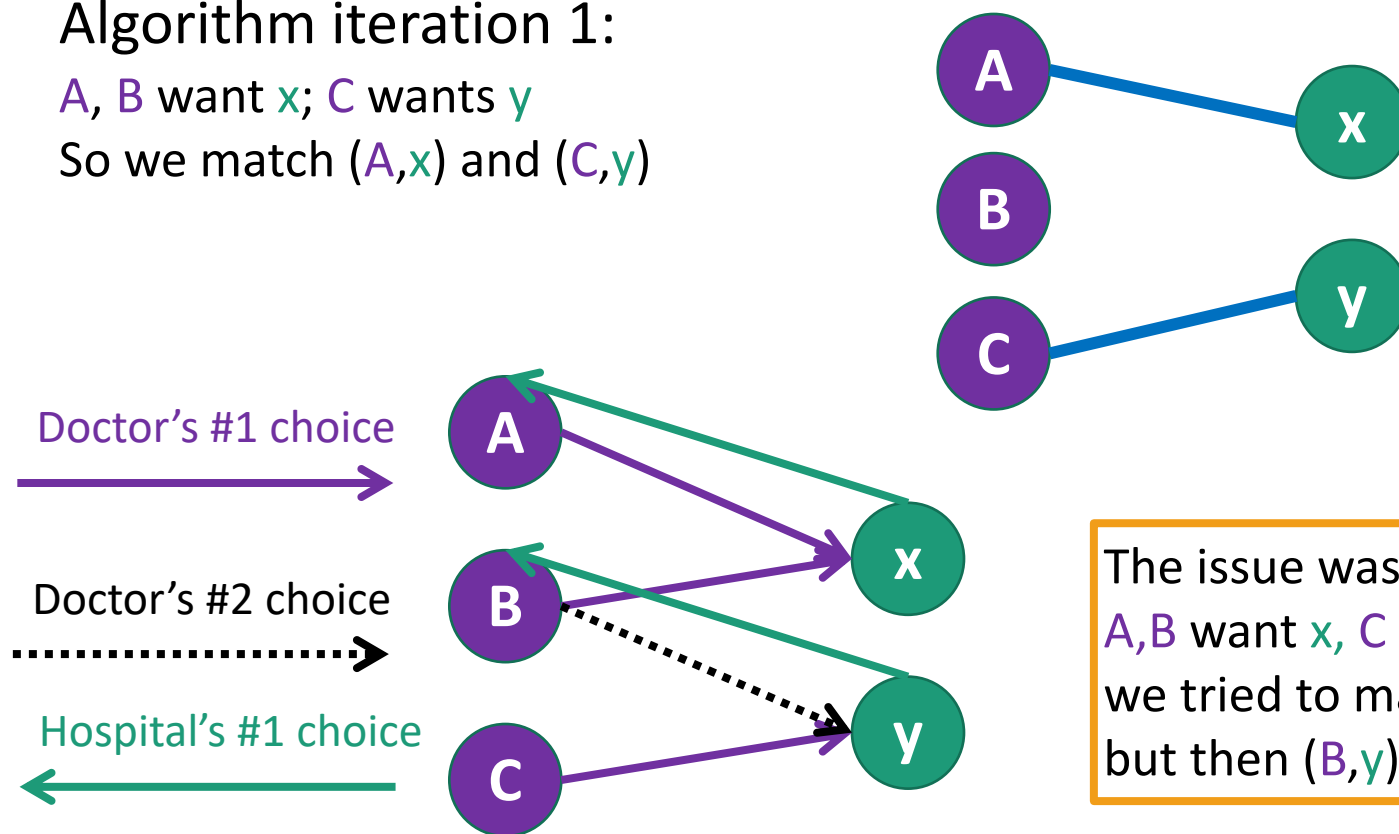 Algorithm iteration 1:
A, B want x; C wants y
So we match (A,x) and (C,y)
A
x
B
y
C
Doctor’s #1 choice
A
x
Doctor’s #2 choice
B
Hospital’s #1 choice
y
C
The issue was
A,B want x, C
we tried to ma
but then (B,y)